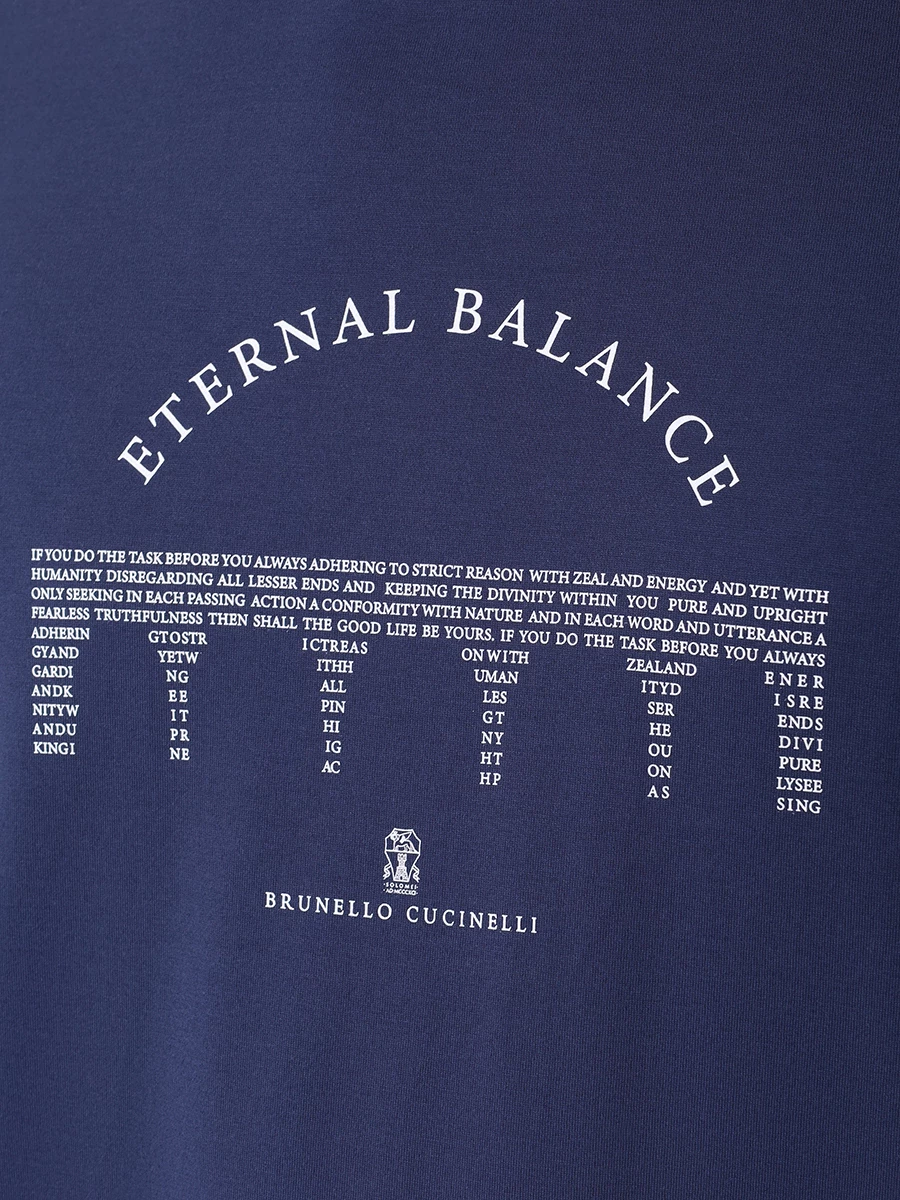 ETERNAL BALANCE
IF YOU DO THE TASK BEFORE YOU ALWAYS ADHERING TO STRICT REASON WITH ZEAL AND ENERGY AND YET WITH
HUMANITY DISREGARDING ALL LESSER ENDS AND KEEPING THE DIVINITY WITHIN YOU PURE AND UPRIGHT
ONLY SEEKING IN EACH PASSING ACTION A CONFORMITY WITH NATURE AND IN EACH WORD AND UTTERANCE A
FEARLESS TRUTHFULNESS THEN SHALL THE GOOD LIFE BE YOURS. IF YOU DO THE TASK BEFORE YOU ALWAYS
ADHERIN GTOSTR ICTREAS ONWITH ZEALAND ENER
GYAND YETW ITHH UMAN ITYD ISRE
GARDI NG ALL LES SER ENDS
ANDK EE PIN GT HE DIVI
NITYW IT HI NY OU PURE
ANDU PR IG HT ON LYSEE
KINGI NE AC HP AS SING
SOLOMEI
AD MCCCXCI
BRUNELLO CUCINELLI